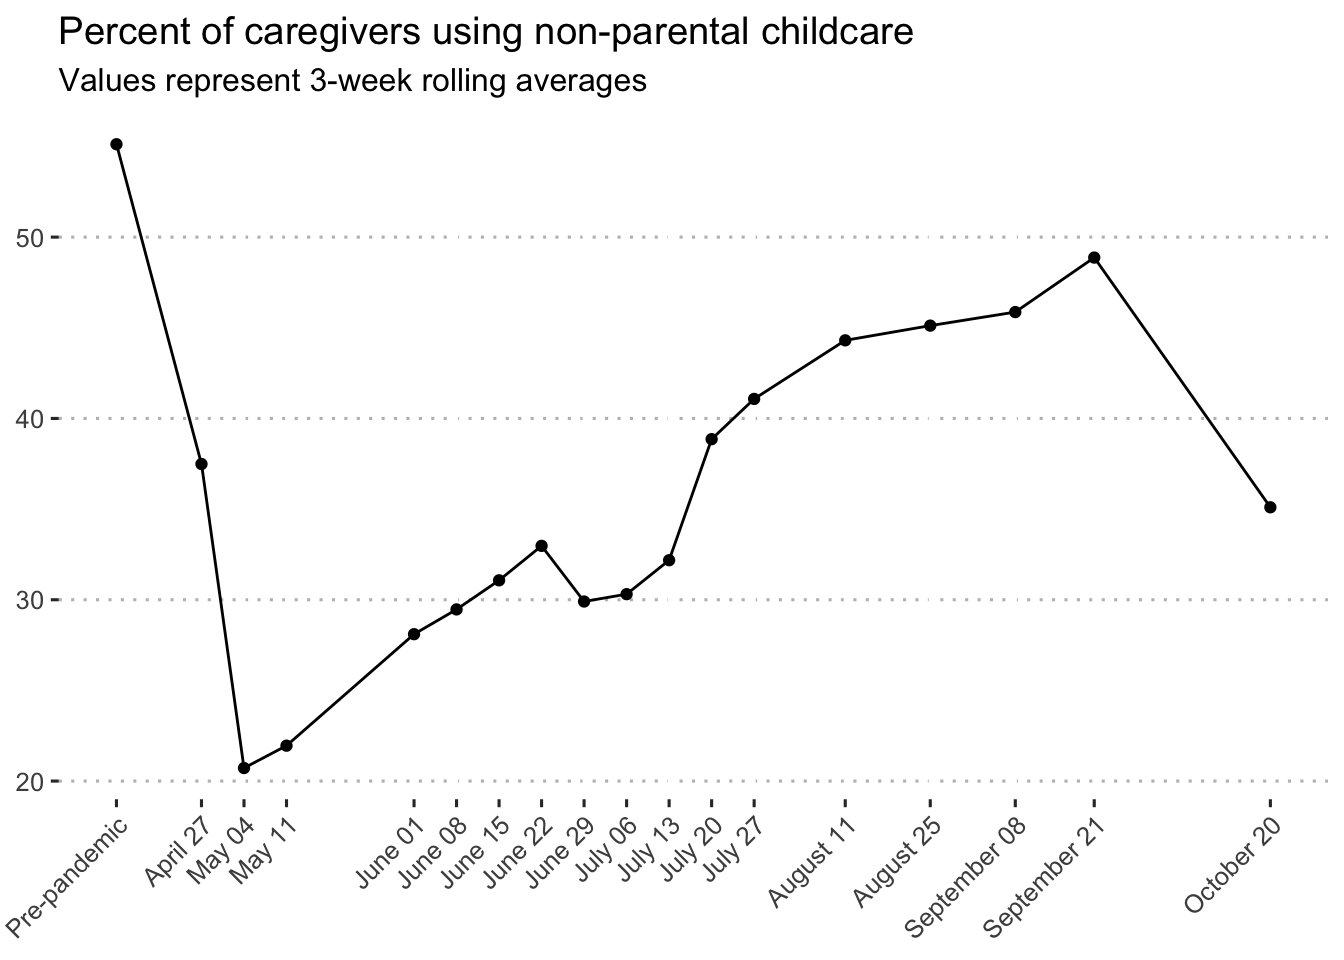 Percent of caregivers using non-parental childcare
Values represent 3-week rolling averages
50
40
30
20
Pre-pandemic
April 27
May 04
May 11
June 01
June 08
June 15
June 22
June 29
July 06
July 13
July 20
July 27
August 11
August 25
September 08
September 21
October 20